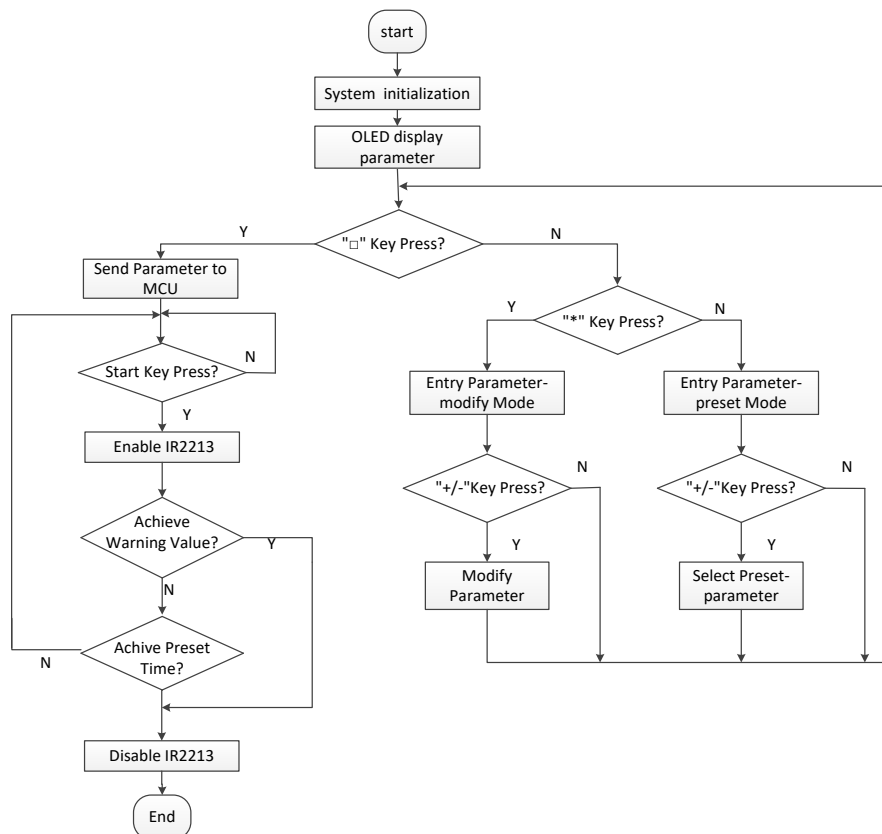 start
System initialization
OLED display
parameter
Y
"□" Key Press?
N
Send Parameter to
MCU
Y
"*" Key Press?
N
Start Key Press?
N
Entry Parameter-
modify Mode
Entry Parameter-
preset Mode
Y
Enable IR2213
"+/-"Key Press?
N
"+/-"Key Press?
N
Achieve
Warning Value?
Y
Y
Y
Modify
Parameter
Select Preset-
parameter
N
Achive Preset
Time?
N
Disable IR2213
End